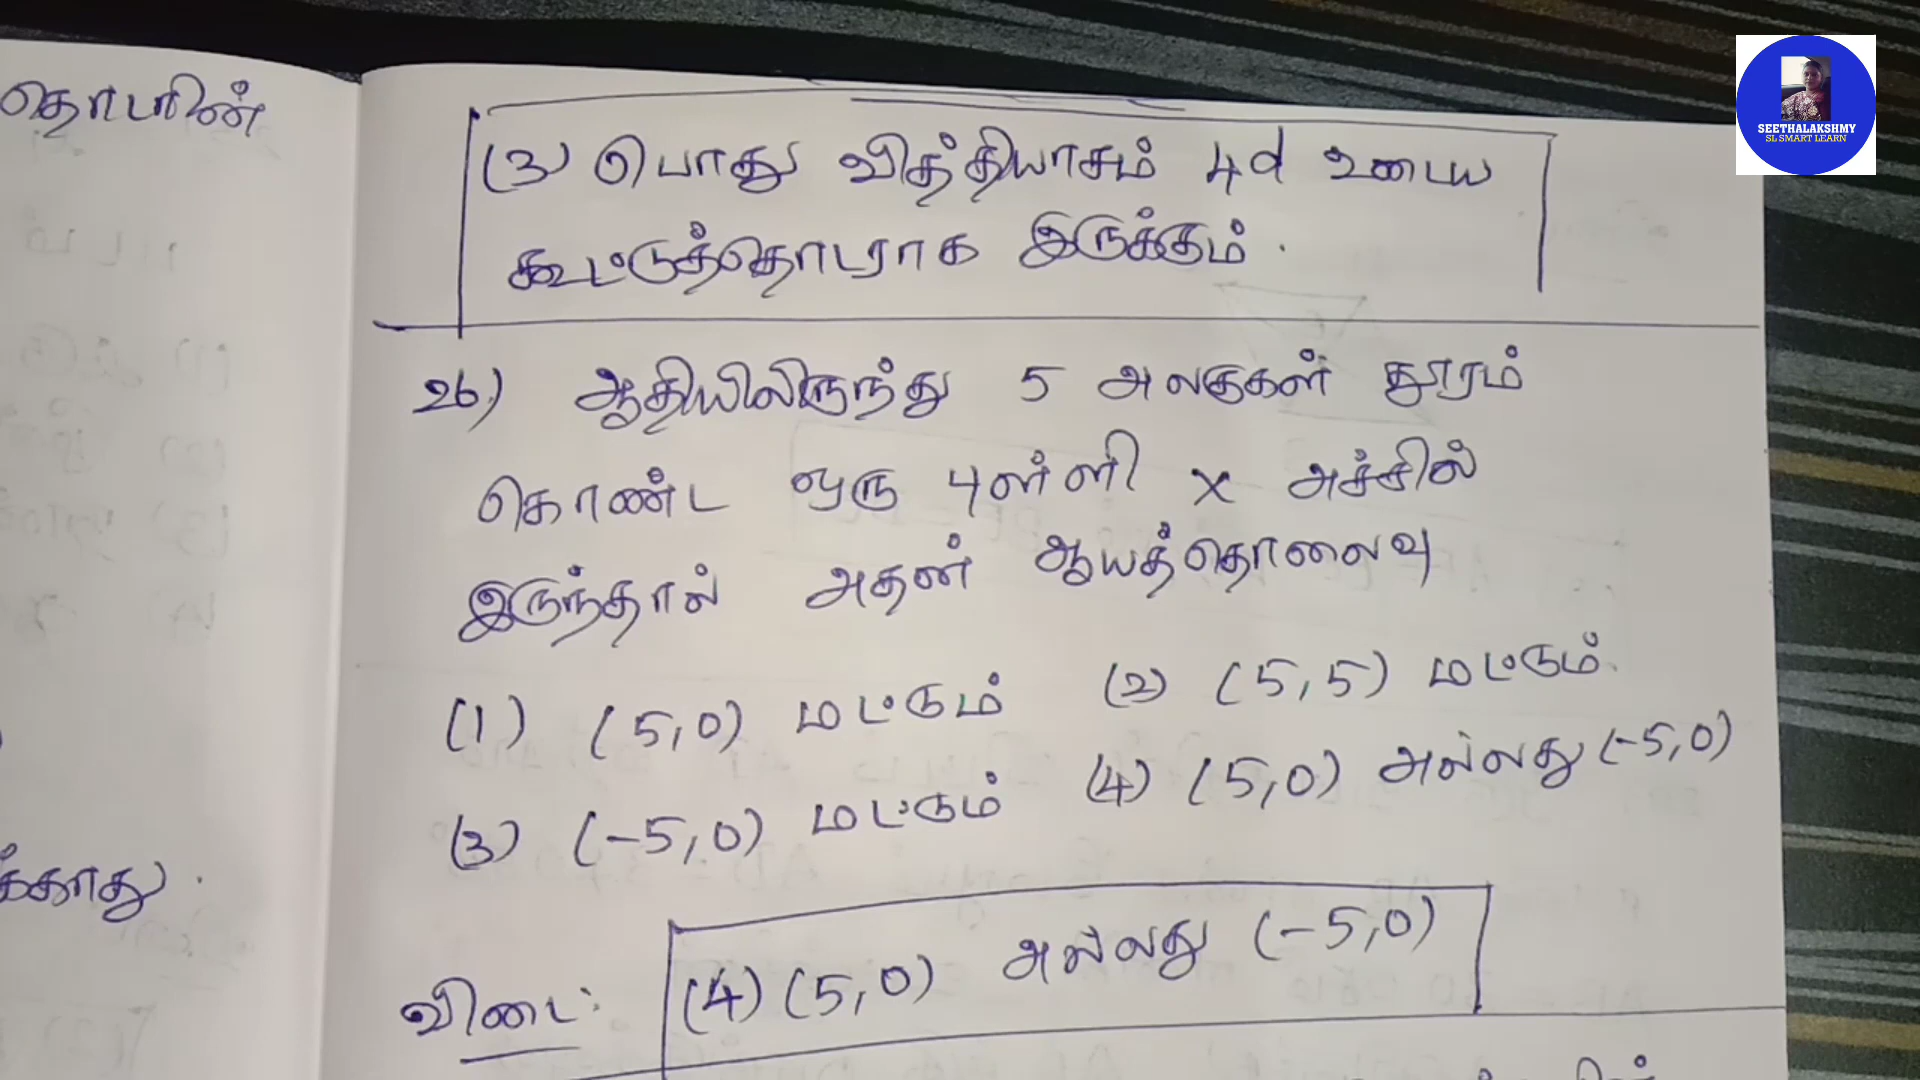 தொடரின்
(3) பொது வித்தியாசம் 4d உடைய
கூட்டுத்தொடராக இருக்கும்.
26) ஆதியிலிருந்து 5 அலகுகள் தூரம்
கொண்ட ஒரு புள்ளி x அச்சில்
இருந்தால் அதன் ஆயத்தொலைவு
(1) (5,0) மட்டும் (2) (5,5) மட்டும்.
(3) (-5,0) மட்டும் (4) (5,0) அல்லது (-5,0)
க்காது.
விடை: (4) (5,0) அல்லது (-5,0)
SEETHALAKSHMY
SL SMART LEARN